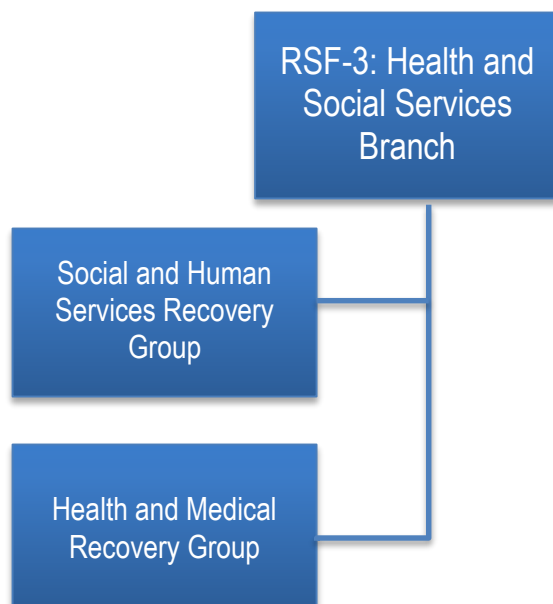 RSF-3: Health and
Social Services
Branch
Social and Human
Services Recovery
Group
Health and Medical
Recovery Group